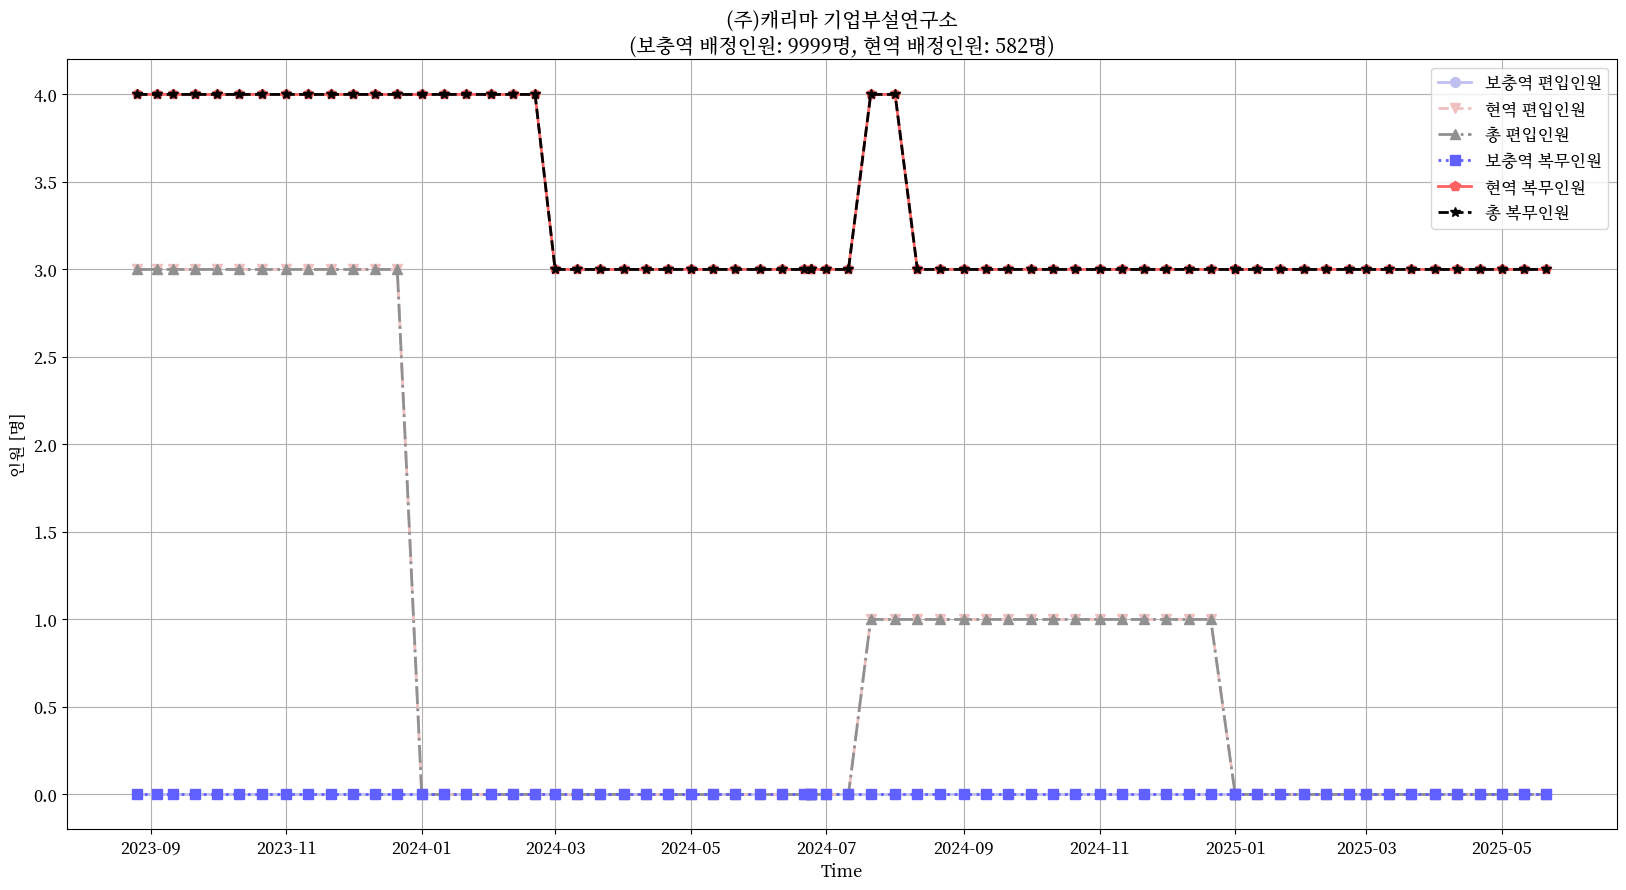 (주)캐리마 기업부설연구소
(보충역 배정인원: 9999명, 현역 배정인원: 582명)
보충역 편입인원
현역 편입인원
총 편입인원
보충역 복무인원
현역 복무인원
총 복무인원
4.0
3.5
3.0
2.5
2.0
1.5
1.0
0.5
0.0
인원 [명]
2023-09 2023-11 2024-01 2024-03 2024-05 2024-07 2024-09 2024-11 2025-01 2025-03 2025-05
Time